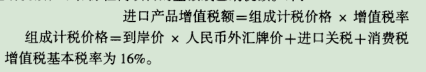 进口产品增值税额=组成计税价格 × 增值税率
组成计税价格=到岸价 × 人民币外汇牌价+进口关税+消费税
增值税基本税率为 16%。